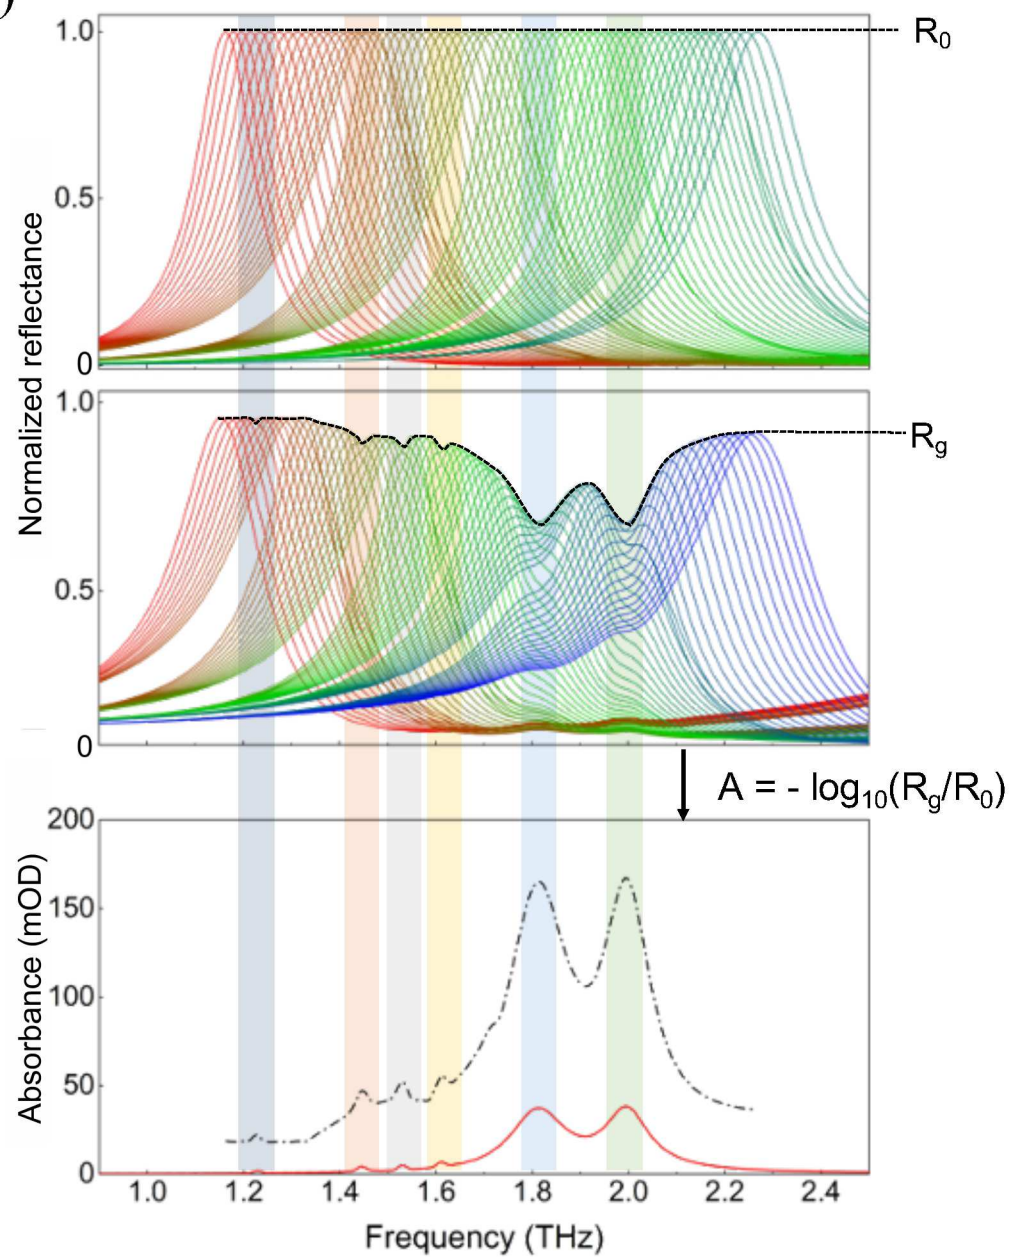 )
Normalized reflectance
1.0
0.5
0
R₀
1.0
0.5
0
R_g
A = - log₁₀(R_g/R₀)
Absorbance (mOD)
200
150
100
50
0
1.0 1.2 1.4 1.6 1.8 2.0 2.2 2.4
Frequency (THz)